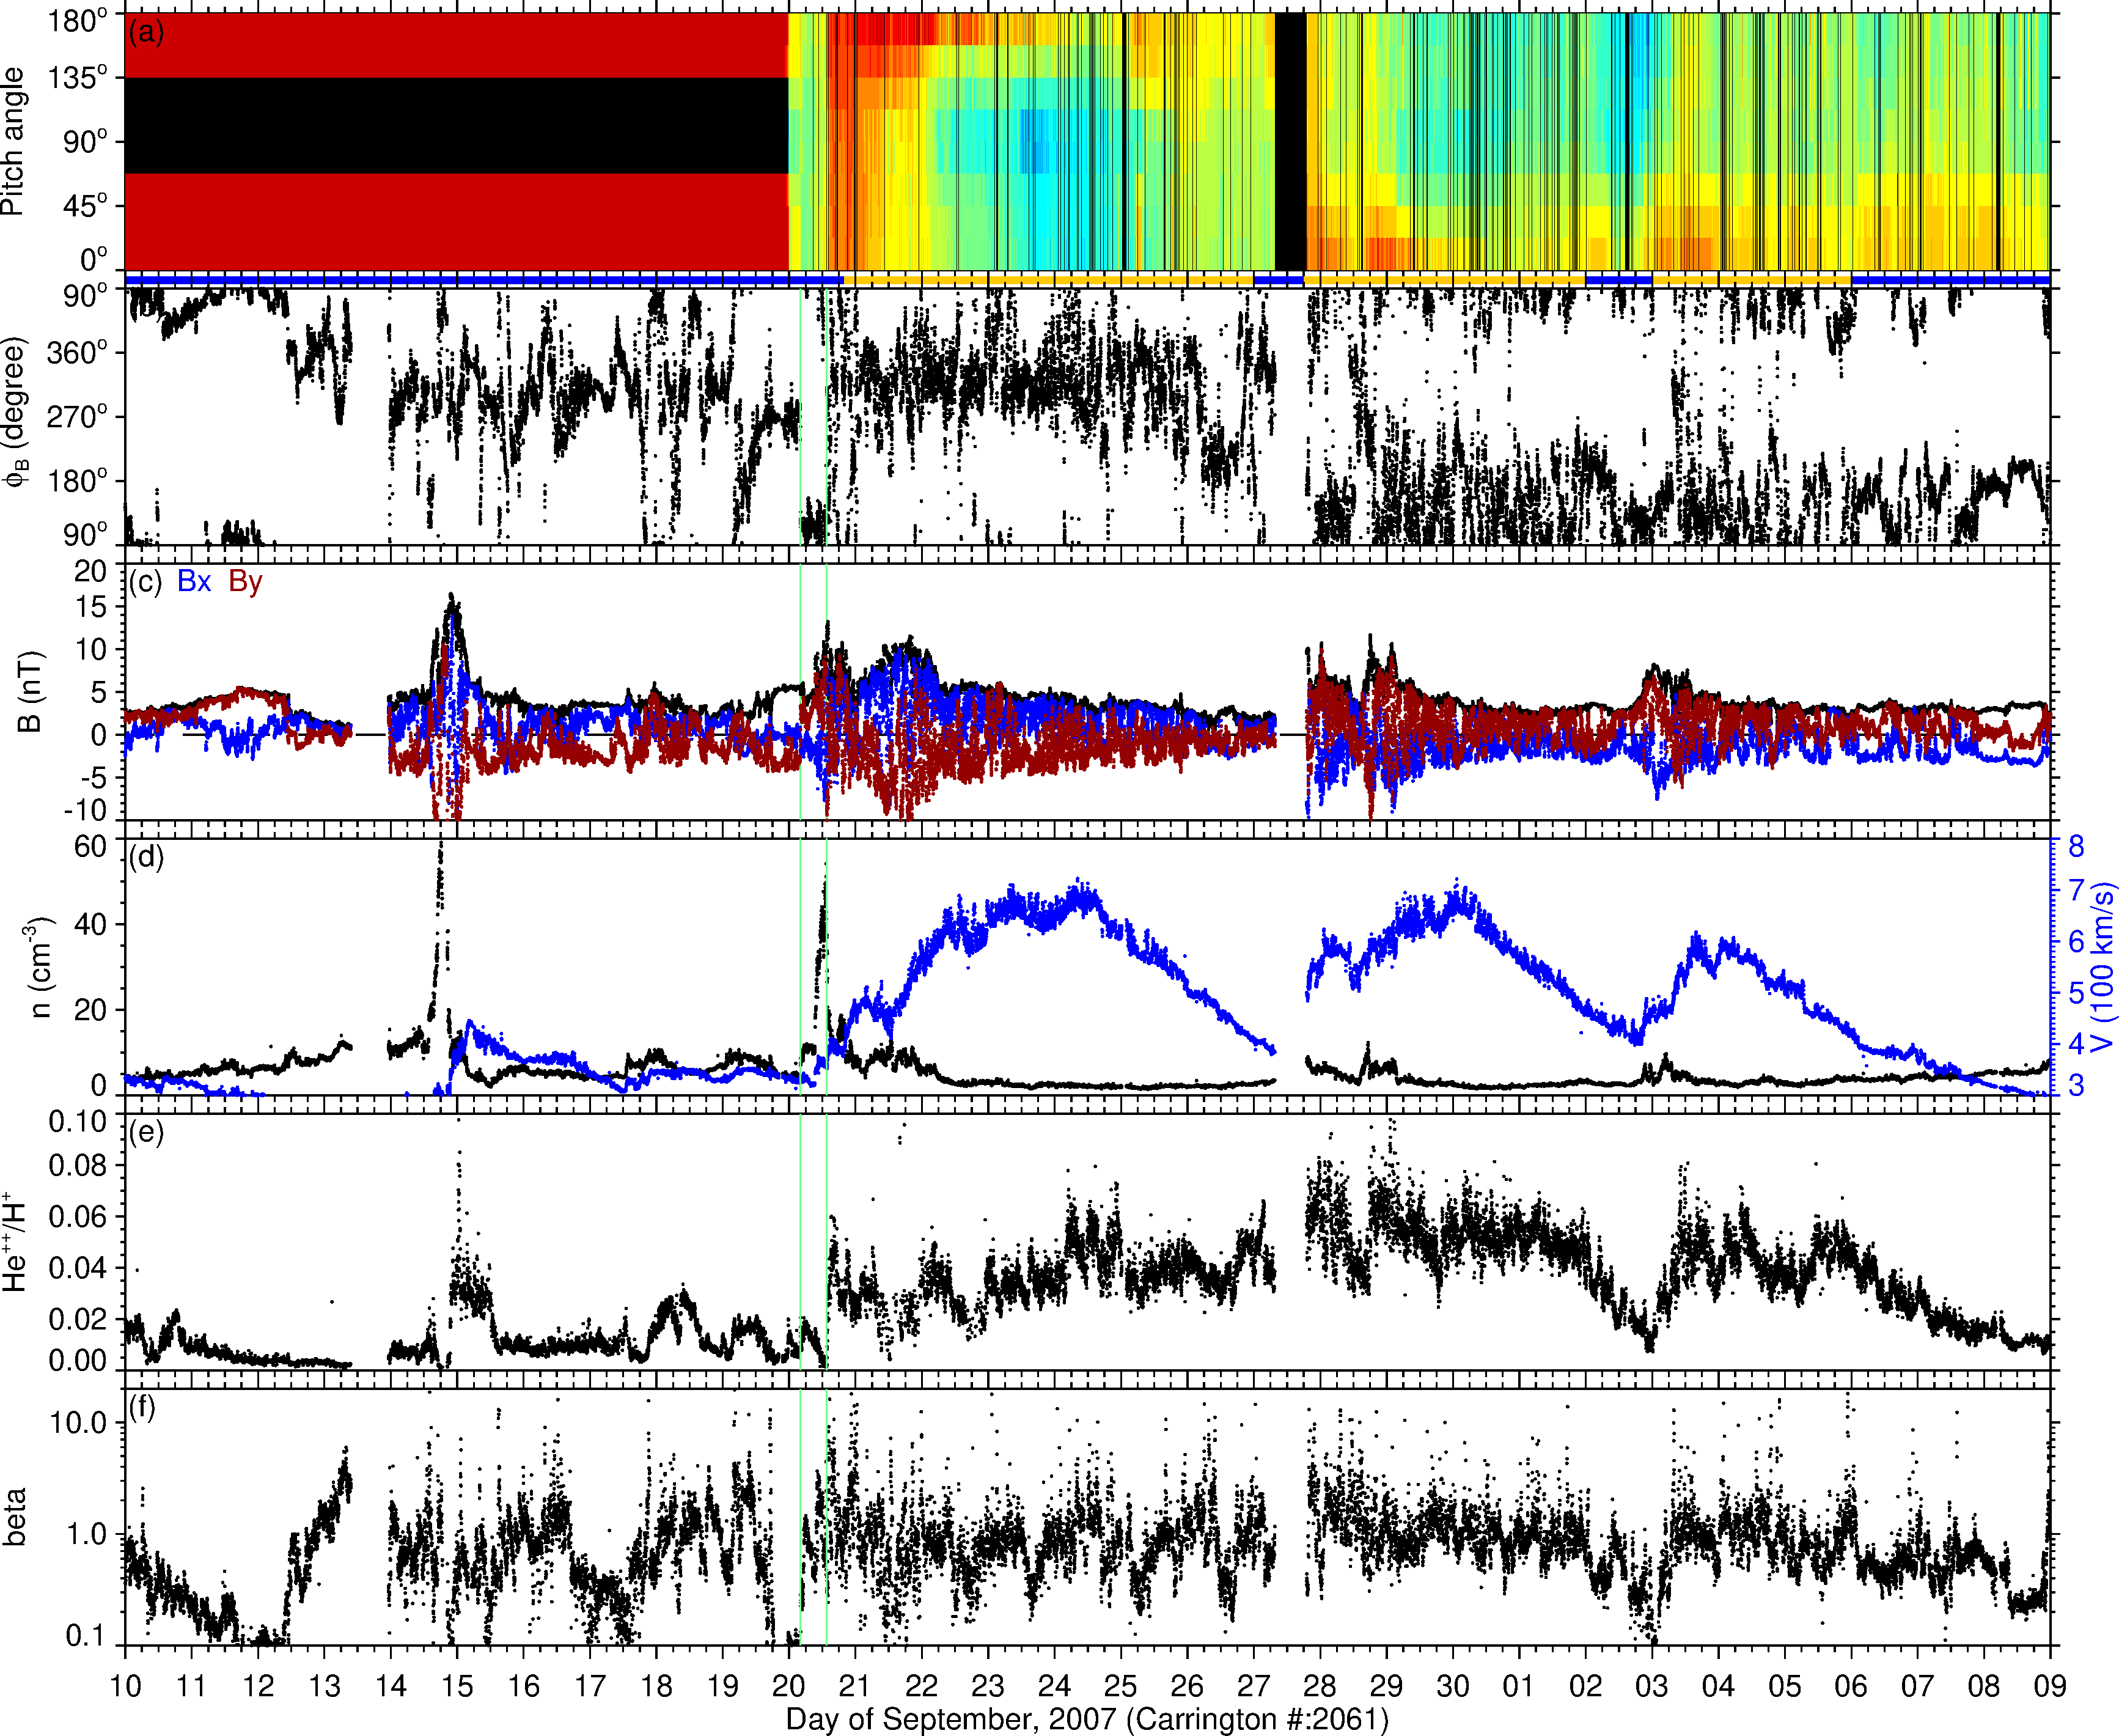 (a)
180°
135°
90°
45°
0°
Pitch angle
90°
360°
270°
180°
90°
ϕB (degree)
(c) Bx By
20
15
10
5
0
-5
-10
B (nT)
(d)
60
40
20
0
n (cm-3)
8
7
6
5
4
3
V (100 km/s)
(e)
0.10
0.08
0.06
0.04
0.02
0.00
He++/H+
(f)
10.0
1.0
0.1
beta
10 11 12 13 14 15 16 17 18 19 20 21 22 23 24 25 26 27 28 29 30 01 02 03 04 05 06 07 08 09
Day of September, 2007 (Carrington #:2061)